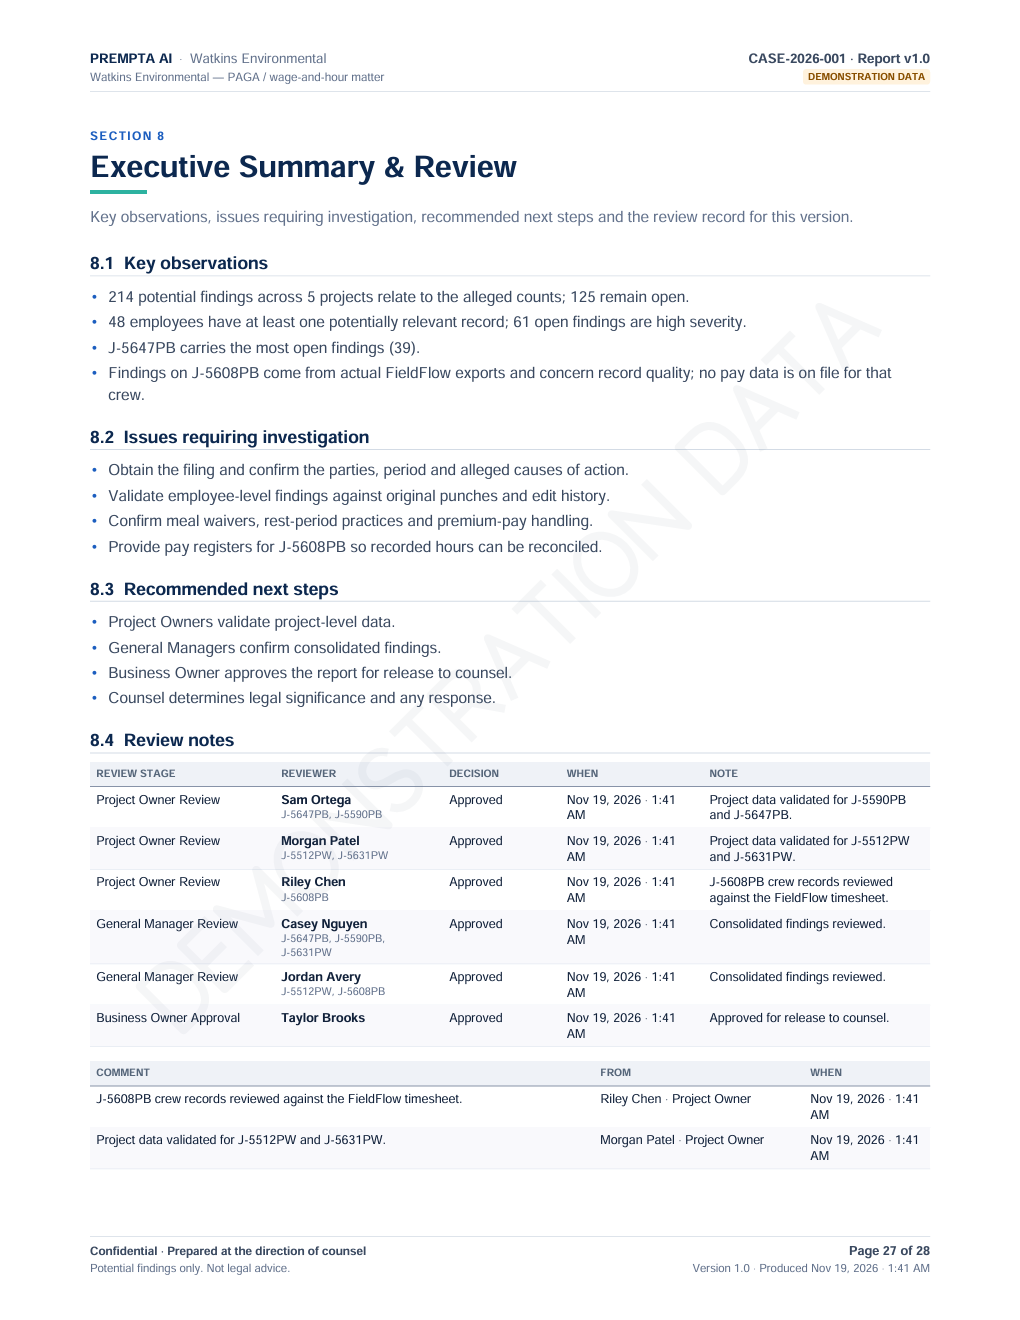 PREMPTA AI · Watkins Environmental
Watkins Environmental — PAGA / wage-and-hour matter
CASE-2026-001 · Report v1.0
DEMONSTRATION DATA
SECTION 8
Executive Summary & Review
Key observations, issues requiring investigation, recommended next steps and the review record for this version.
8.1 Key observations
• 214 potential findings across 5 projects relate to the alleged counts; 125 remain open.
• 48 employees have at least one potentially relevant record; 61 open findings are high severity.
• J-5647PB carries the most open findings (39).
• Findings on J-5608PB come from actual FieldFlow exports and concern record quality; no pay data is on file for that
crew.
8.2 Issues requiring investigation
• Obtain the filing and confirm the parties, period and alleged causes of action.
• Validate employee-level findings against original punches and edit history.
• Confirm meal waivers, rest-period practices and premium-pay handling.
• Provide pay registers for J-5608PB so recorded hours can be reconciled.
8.3 Recommended next steps
• Project Owners validate project-level data.
• General Managers confirm consolidated findings.
• Business Owner approves the report for release to counsel.
• Counsel determines legal significance and any response.
8.4 Review notes
REVIEW STAGE REVIEWER DECISION WHEN NOTE
Project Owner Review Sam Ortega Approved Nov 19, 2026 · 1:41 Project data validated for J-5590PB
J-5647PB, J-5590PB AM and J-5647PB.
Project Owner Review Morgan Patel Approved Nov 19, 2026 · 1:41 Project data validated for J-5512PW
J-5512PW, J-5631PW AM and J-5631PW.
Project Owner Review Riley Chen Approved Nov 19, 2026 · 1:41 J-5608PB crew records reviewed
J-5608PB AM against the FieldFlow timesheet.
General Manager Review Casey Nguyen Approved Nov 19, 2026 · 1:41 Consolidated findings reviewed.
J-5647PB, J-5590PB, AM
J-5631PW
General Manager Review Jordan Avery Approved Nov 19, 2026 · 1:41 Consolidated findings reviewed.
J-5512PW, J-5608PB AM
Business Owner Approval Taylor Brooks Approved Nov 19, 2026 · 1:41 Approved for release to counsel.
AM
COMMENT FROM WHEN
J-5608PB crew records reviewed against the FieldFlow timesheet. Riley Chen · Project Owner Nov 19, 2026 · 1:41
AM
Project data validated for J-5512PW and J-5631PW. Morgan Patel · Project Owner Nov 19, 2026 · 1:41
AM
DEMONSTRATION DATA
Confidential · Prepared at the direction of counsel
Potential findings only. Not legal advice.
Page 27 of 28
Version 1.0 · Produced Nov 19, 2026 · 1:41 AM